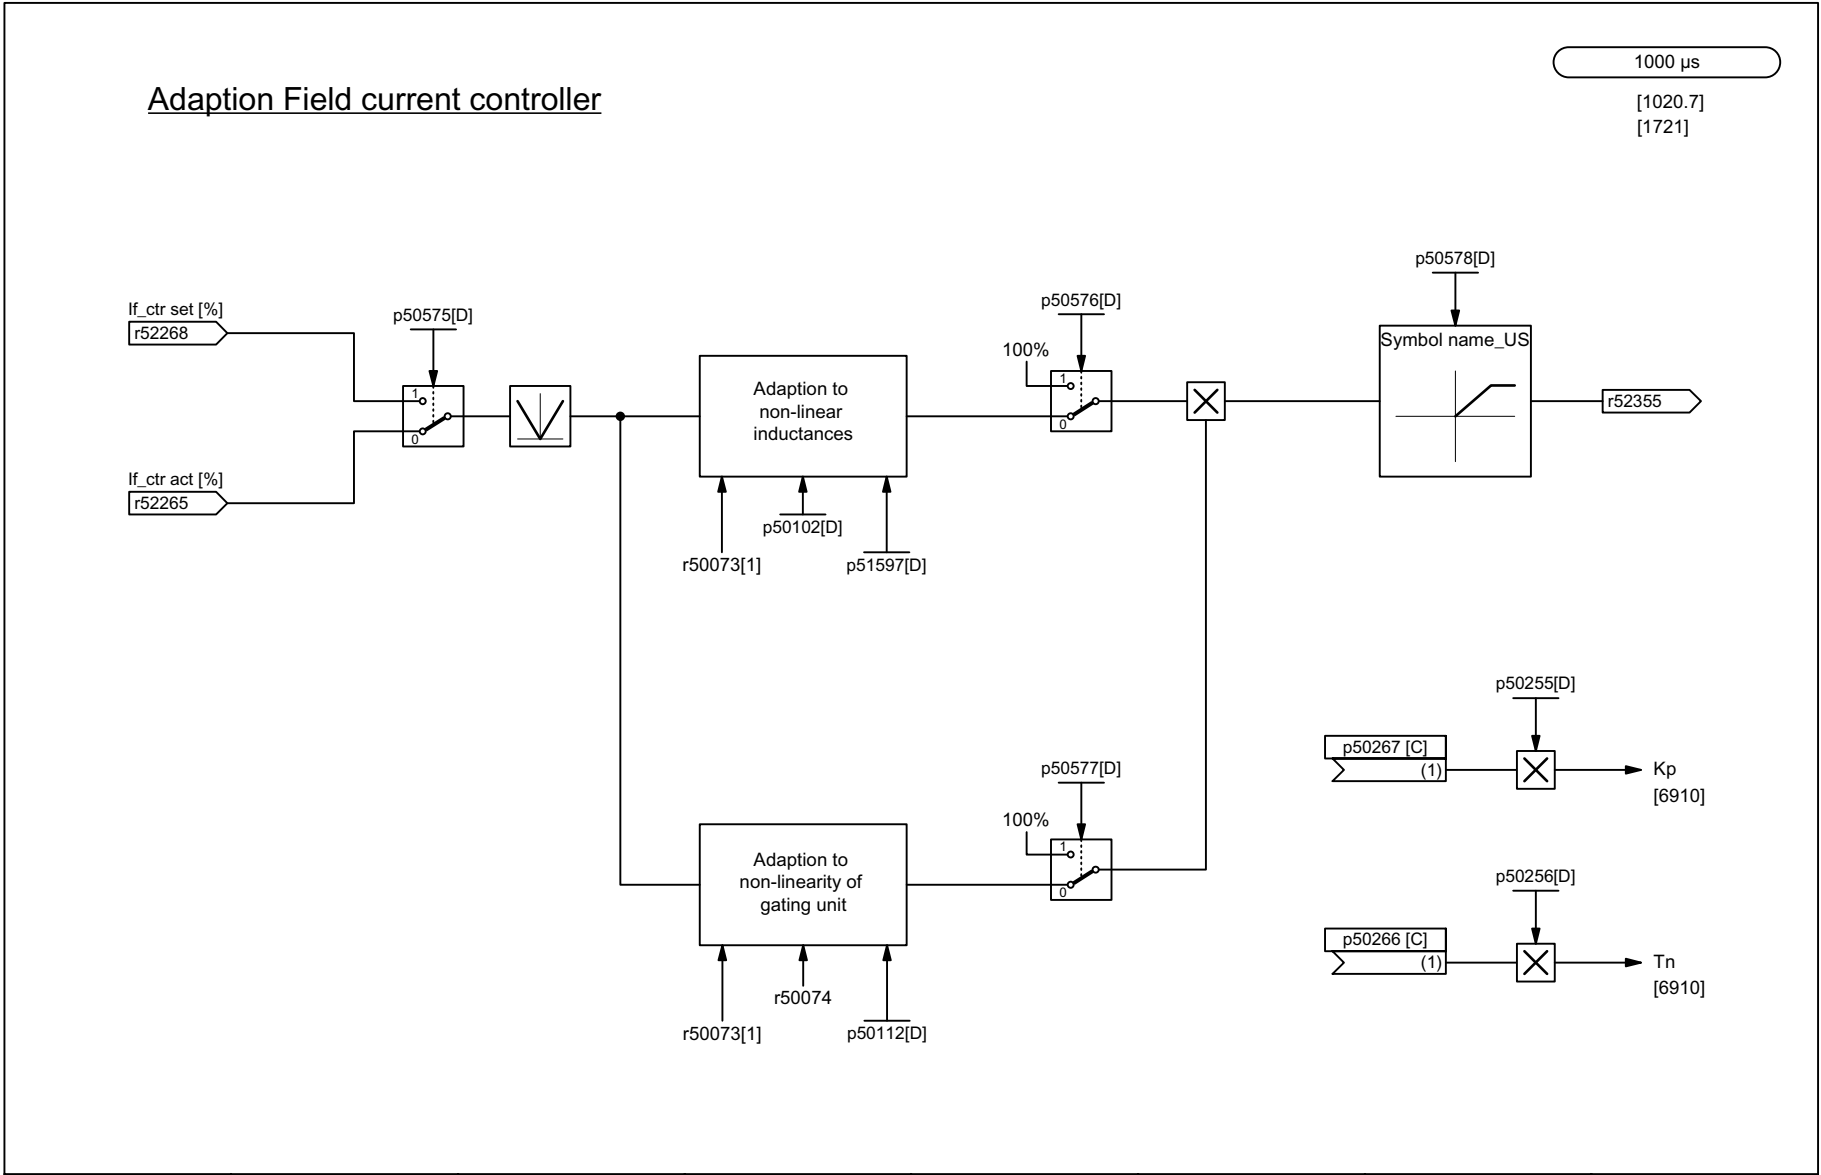 1000 µs
Adaption Field current controller
[1020.7]
[1721]
p50578[D]
If_ctr set [%]
r52268
p50575[D]
1
0
If_ctr act [%]
r52265
Adaption to
non-linear
inductances
r50073[1]
p50102[D]
p51597[D]
p50576[D]
100%
1
0
Symbol name_US
r52355
Adaption to
non-linearity of
gating unit
r50073[1]
r50074
p50112[D]
p50577[D]
100%
1
0
p50255[D]
p50267 [C]
(1)
Kp
[6910]
p50256[D]
p50266 [C]
(1)
Tn
[6910]